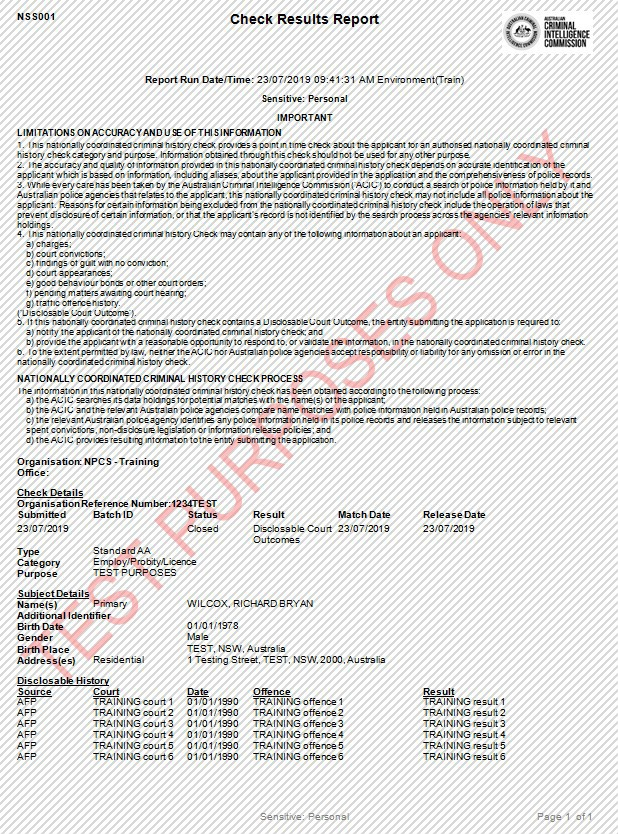 NSS001
Check Results Report
AUSTRALIAN
CRIMINAL
INTELLIGENCE
COMMISSION
Report Run Date/Time: 23/07/2019 09:41:31 AM Environment(Train)
Sensitive: Personal
IMPORTANT
LIMITATIONS ON ACCURACY AND USE OF THIS INFORMATION
1. This nationally coordinated criminal history check provides a point in time check about the applicant for an authorised nationally coordinated criminal
history check category and purpose. Information obtained through this check should not be used for any other purpose.
2. The accuracy and quality of information provided in this nationally coordinated criminal history check depends on accurate identification of the
applicant which is based on information, including aliases, about the applicant provided in the application and the comprehensiveness of police records.
3. While every care has been taken by the Australian Criminal Intelligence Commission ('ACIC') to conduct a search of police information held by it and
Australian police agencies that relates to the applicant, this nationally coordinated criminal history check may not include all police information about the
applicant. Reasons for certain information being excluded from the nationally coordinated criminal history check include the operation of laws that
prevent disclosure of certain information, or that the applicant's record is not identified by the search process across the agencies' relevant information
holdings.
4. This nationally coordinated criminal history Check may contain any of the following information about an applicant:
a) charges;
b) court convictions;
c) findings of guilt with no conviction;
d) court appearances;
e) good behaviour bonds or other court orders;
f) pending matters awaiting court hearing;
g) traffic offence history.
('Disclosable Court Outcome').
5. If this nationally coordinated criminal history check contains a Disclosable Court Outcome, the entity submitting the application is required to:
a) notify the applicant of the nationally coordinated criminal history check; and
b) provide the applicant with a reasonable opportunity to respond to, or validate the information, in the nationally coordinated criminal history check.
6. To the extent permitted by law, neither the ACIC nor Australian police agencies accept responsibility or liability for any omission or error in the
nationally coordinated criminal history check.
NATIONALLY COORDINATED CRIMINAL HISTORY CHECK PROCESS
The information in this nationally coordinated criminal history check has been obtained according to the following process:
a) the ACIC searches its data holdings for potential matches with the name(s) of the applicant;
b) the ACIC and the relevant Australian police agencies compare name matches with police information held in Australian police records;
c) the relevant Australian police agency identifies any police information held in its police records and releases the information subject to relevant
spent convictions, non-disclosure legislation or information release policies; and
d) the ACIC provides resulting information to the entity submitting the application.
Organisation: NPCS - Training
Office:
Check Details
Organisation Reference Number: 1234TEST
Submitted Batch ID Status Result Match Date Release Date
23/07/2019 Closed Disclosable Court 23/07/2019 23/07/2019
Outcomes
Type Standard AA
Category Employ/Probity/Licence
Purpose TEST PURPOSES
Subject Details
Name(s) Primary WILCOX, RICHARD BRYAN
Additional Identifier
Birth Date 01/01/1978
Gender Male
Birth Place TEST, NSW, Australia
Address(es) Residential 1 Testing Street, TEST, NSW, 2000, Australia
Disclosable History
Source Court Date Offence Result
AFP TRAINING court 1 01/01/1990 TRAINING offence 1 TRAINING result 1
AFP TRAINING court 2 01/01/1990 TRAINING offence 2 TRAINING result 2
AFP TRAINING court 3 01/01/1990 TRAINING offence 3 TRAINING result 3
AFP TRAINING court 4 01/01/1990 TRAINING offence 4 TRAINING result 4
AFP TRAINING court 5 01/01/1990 TRAINING offence 5 TRAINING result 5
AFP TRAINING court 6 01/01/1990 TRAINING offence 6 TRAINING result 6
TEST PURPOSES ONLY
Sensitive: Personal
Page 1 of 1